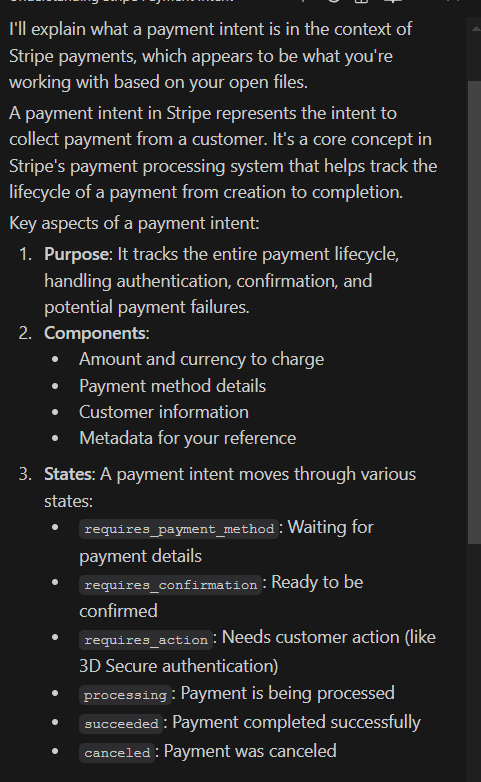 Understanding Stripe Payment Intent
I'll explain what a payment intent is in the context of
Stripe payments, which appears to be what you're
working with based on your open files.
A payment intent in Stripe represents the intent to
collect payment from a customer. It's a core concept in
Stripe's payment processing system that helps track the
lifecycle of a payment from creation to completion.
Key aspects of a payment intent:
1. Purpose: It tracks the entire payment lifecycle,
handling authentication, confirmation, and
potential payment failures.
2. Components:
• Amount and currency to charge
• Payment method details
• Customer information
• Metadata for your reference
3. States: A payment intent moves through various
states:
• requires_payment_method: Waiting for
payment details
• requires_confirmation: Ready to be
confirmed
• requires_action: Needs customer action (like
3D Secure authentication)
• processing: Payment is being processed
• succeeded: Payment completed successfully
• canceled: Payment was canceled